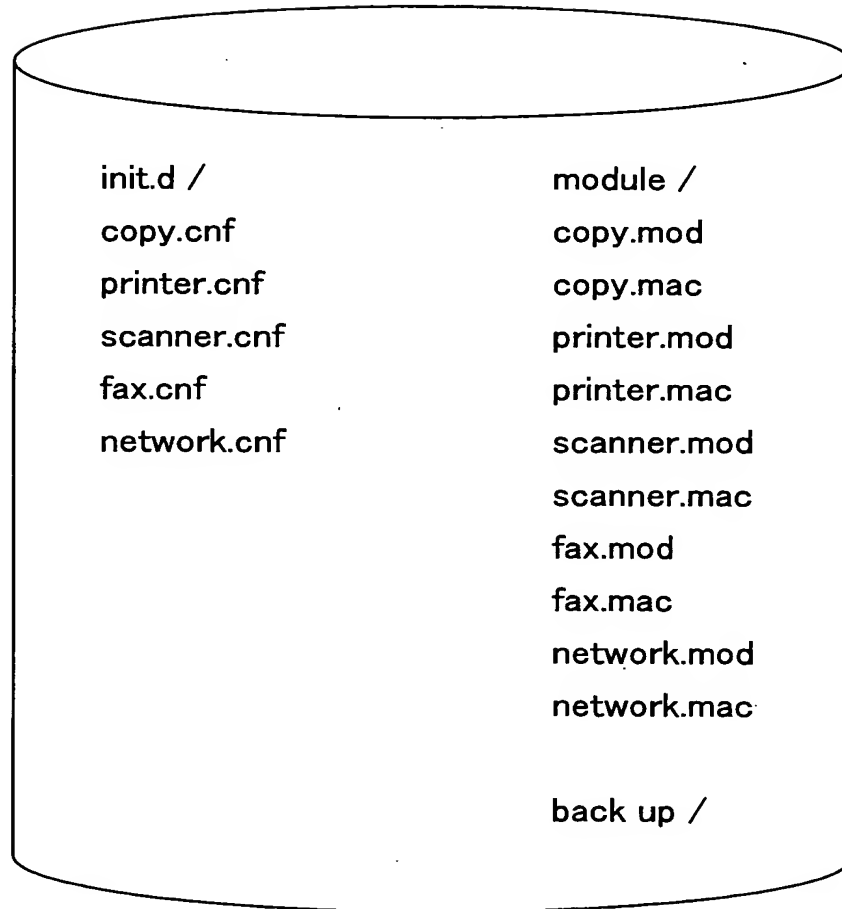 init.d /
copy.cnf
printer.cnf
scanner.cnf
fax.cnf
network.cnf
module /
copy.mod
copy.mac
printer.mod
printer.mac
scanner.mod
scanner.mac
fax.mod
fax.mac
network.mod
network.mac
back up /